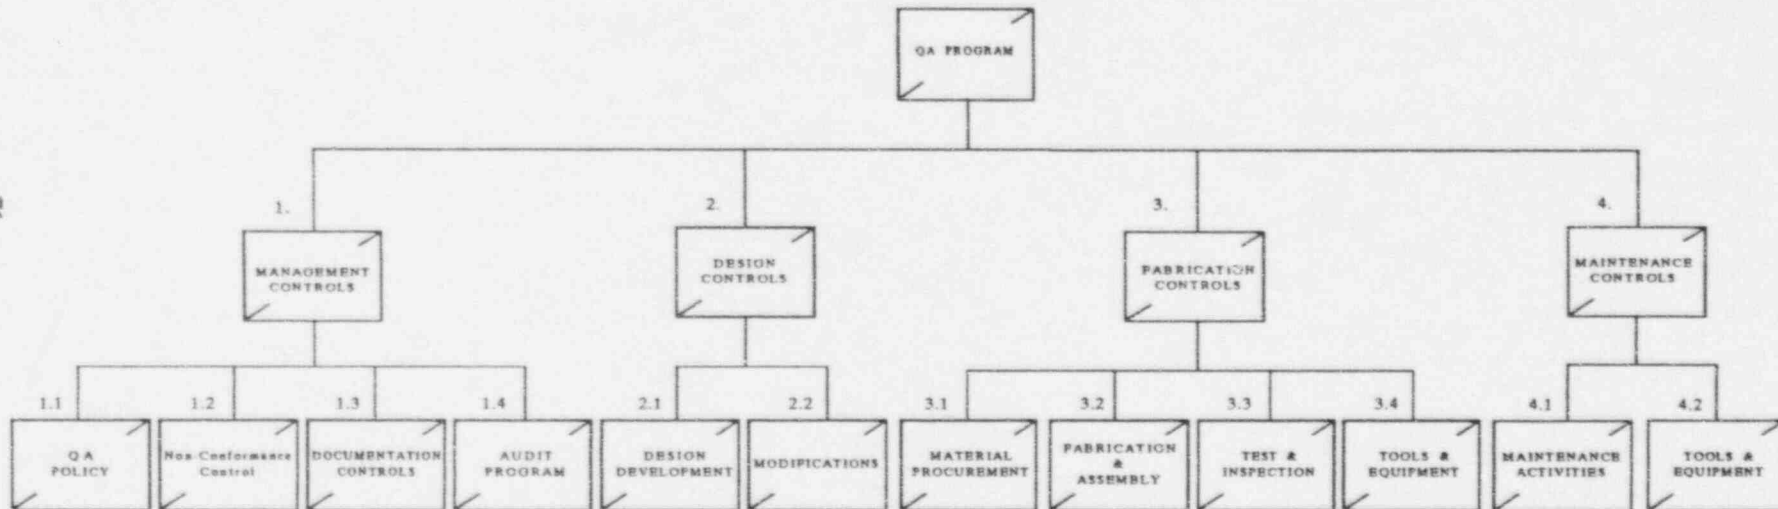 QA PROGRAM
1.
2.
3.
4.
MANAGEMENT
CONTROLS
DESIGN
CONTROLS
FABRICATION
CONTROLS
MAINTENANCE
CONTROLS
1.1
1.2
1.3
1.4
2.1
2.2
3.1
3.2
3.3
3.4
4.1
4.2
QA
POLICY
Non-Conformance
Control
DOCUMENTATION
CONTROLS
AUDIT
PROGRAM
DESIGN
DEVELOPMENT
MODIFICATIONS
MATERIAL
PROCUREMENT
FABRICATION
&
ASSEMBLY
TEST &
INSPECTION
TOOLS &
EQUIPMENT
MAINTENANCE
ACTIVITIES
TOOLS &
EQUIPMENT